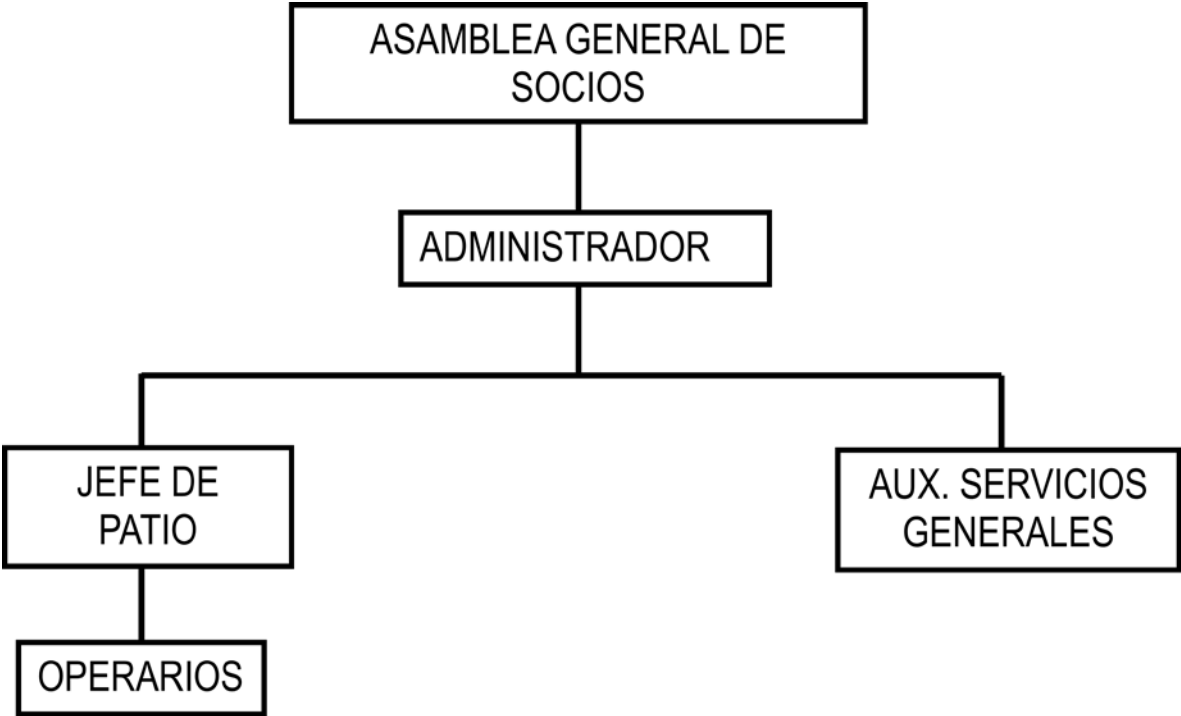 ASAMBLEA GENERAL DE
SOCIOS
ADMINISTRADOR
JEFE DE
PATIO
AUX. SERVICIOS
GENERALES
OPERARIOS